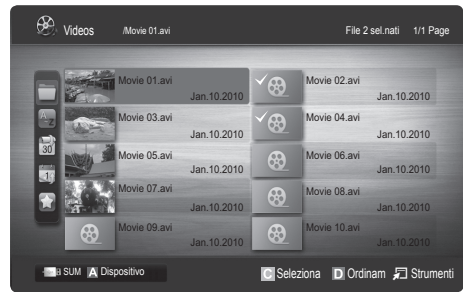 Videos /Movie 01.avi File 2 sel.nati 1/1 Page
Movie 01.avi Movie 02.avi
Jan.10.2010 Jan.10.2010
Movie 03.avi Movie 04.avi
Jan.10.2010 Jan.10.2010
Movie 05.avi Movie 06.avi
Jan.10.2010 Jan.10.2010
Movie 07.avi Movie 08.avi
Jan.10.2010 Jan.10.2010
Movie 09.avi Movie 10.avi
Jan.10.2010 Jan.10.2010
SUM A Dispositivo C Seleziona D Ordinam Strumenti